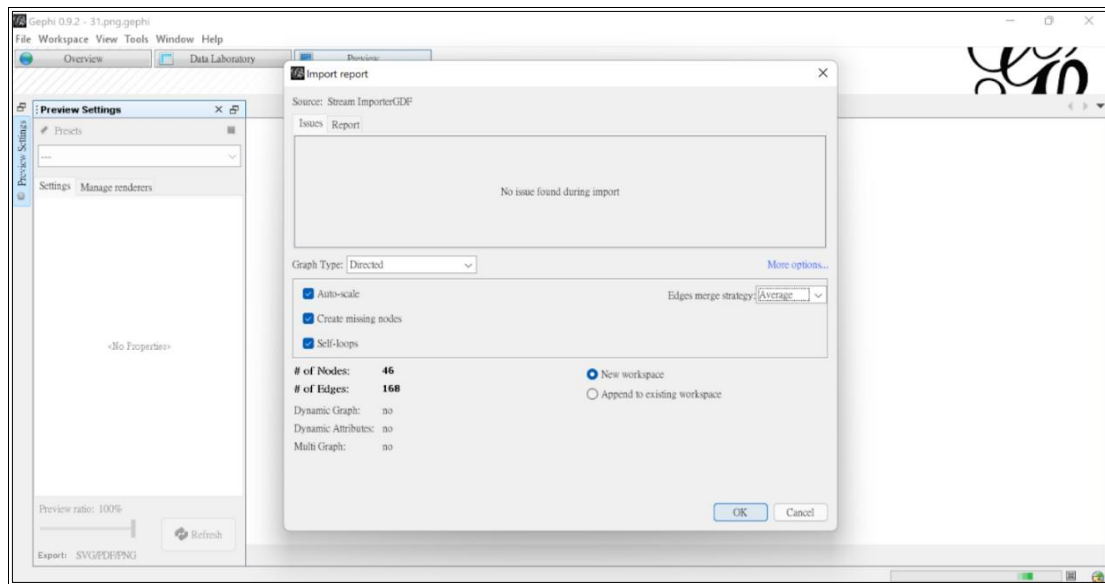 Gephi 0.9.2 - 31.png.gephi
File Workspace View Tools Window Help
Overview
Data Laboratory
Preview
Import report
Source: Stream ImporterGDF
Issues Report
No issue found during import
Graph Type: Directed
More options...
Auto-scale
Edges merge strategy: Average
Create missing nodes
Self-loops
# of Nodes: 46
# of Edges: 168
Dynamic Graph: no
Dynamic Attributes: no
Multi Graph: no
New workspace
Append to existing workspace
OK Cancel
Preview Settings
Preview Settings
Presets
---
Settings Manage renderers
<No Properties>
Preview ratio: 100%
Refresh
Export: SVG/PDF/PNG